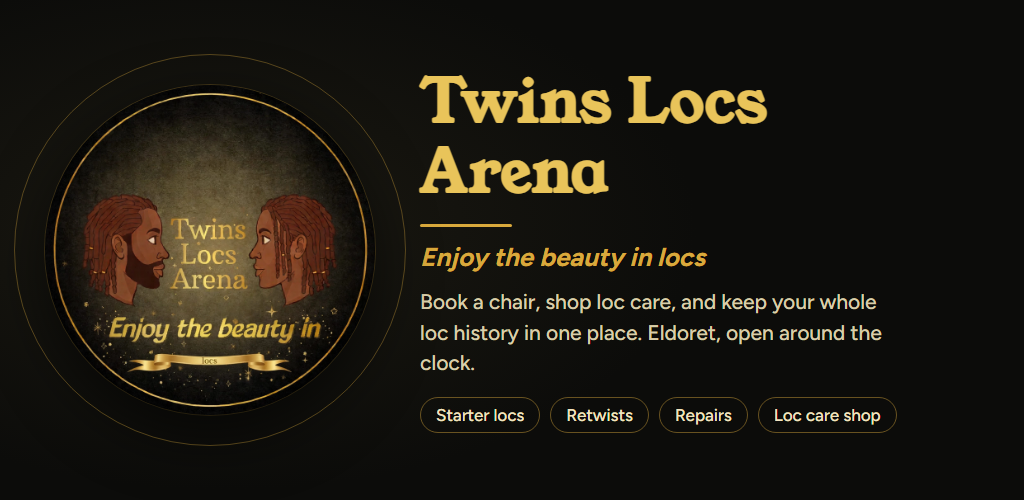 Twins
Locs
Arena
Enjoy the beauty in
locs
Twins Locs
Arena
Enjoy the beauty in locs
Book a chair, shop loc care, and keep your whole
loc history in one place. Eldoret, open around the
clock.
Starter locs
Retwists
Repairs
Loc care shop